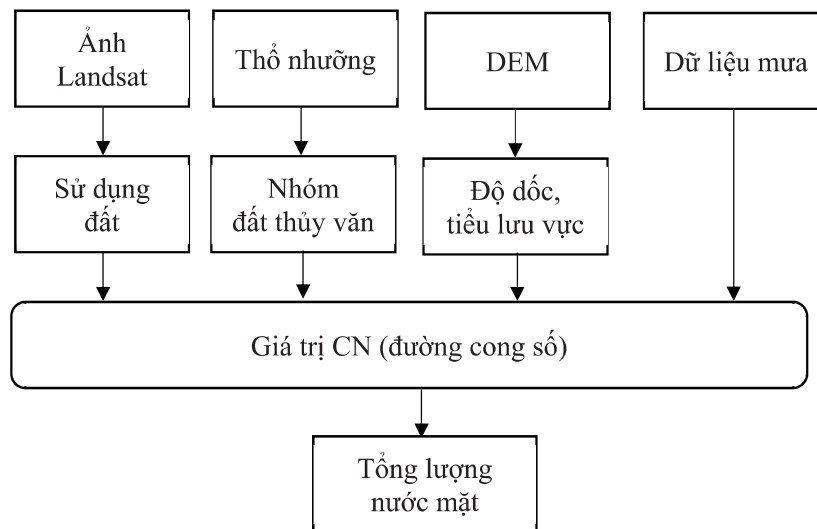 Ảnh
Landsat
Thổ nhưỡng
DEM
Dữ liệu mưa
Sử dụng
đất
Nhóm
đất thủy văn
Độ dốc,
tiểu lưu vực
Giá trị CN (đường cong số)
Tổng lượng
nước mặt